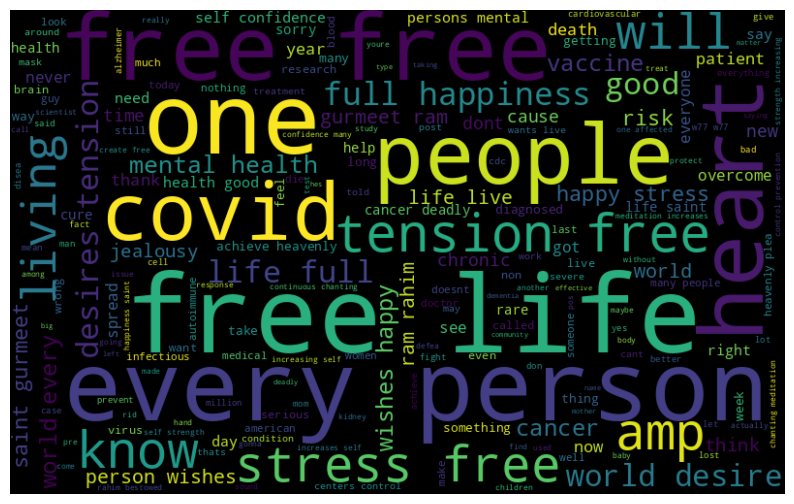 free free
self confidence
persons mental
cardiovascular
give
will
look
around
really
youre
sorry
death
getting
say
health
mask
alzheimer
much
year
many
blood
vaccine
patient
matter
never
today
nothing
research
type
taking
treat
everything
strength increasing
brain
guy
need
full happiness
good
way
said
scientist
time
treatment
one
gurmeet ram
dont
cause
risk
everyone
new
call
still
confidence many
study
post
wants live
one affected
w77 w77
bad
saying
create free
help
people
cdc
protect
mental health
long
overcome
living
desires tension
thank
health good
feel
test
hes
die
told
life live
happy stress
life saint
meditation increases
control prevention
disea
cure
fact
covid
cancer deadly
diagnosed
heart
mean
man
tension free
last
offer
jealousy
achieve heavenly
got
non
work
live
severe
without
world
heavenly plea
among
issue
cell
response
life full
chronic
many people
wrong
spread
happiness saint
autoimmune
continuous chanting
ram rahim
doctor
doesnt
dementia
another
effective
pos
maybe
may
rare
called
someone
yes
want
take
see
body
right
lot
big
free life
saint gurmeet
world every
going
left
infectious
medical
increasing self
women
wishes happy
fight
even
cant
better
community
defea
don
thing
every person
made
deadly
prevent
million
mom
kidney
achieve
name
mother
chanting meditation
case
rid
hand
american
serious
something
cancer
week
let
actually
virus
self strength
condition
know
amp
now
think
pre
come
thats
day
increases self
gonna
stress free
find
used
well
baby
lost
person wishes
rahim bestowed
sound
centers control
make
children
world desire